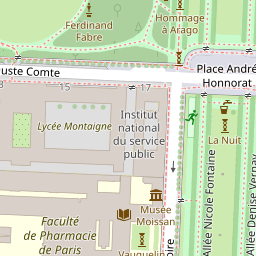 Ferdinand
Fabre
Hommage
à Arago
uste Comte
Place André
Honnorat
15
17
Lycée Montaigne
Institut
national
du service
public
La Nuit
Allée Nicole Fontaine
Allée Denise Vernay
Musée
Moissan
Faculté
de Pharmacie
de Paris
Vauquelin
oire